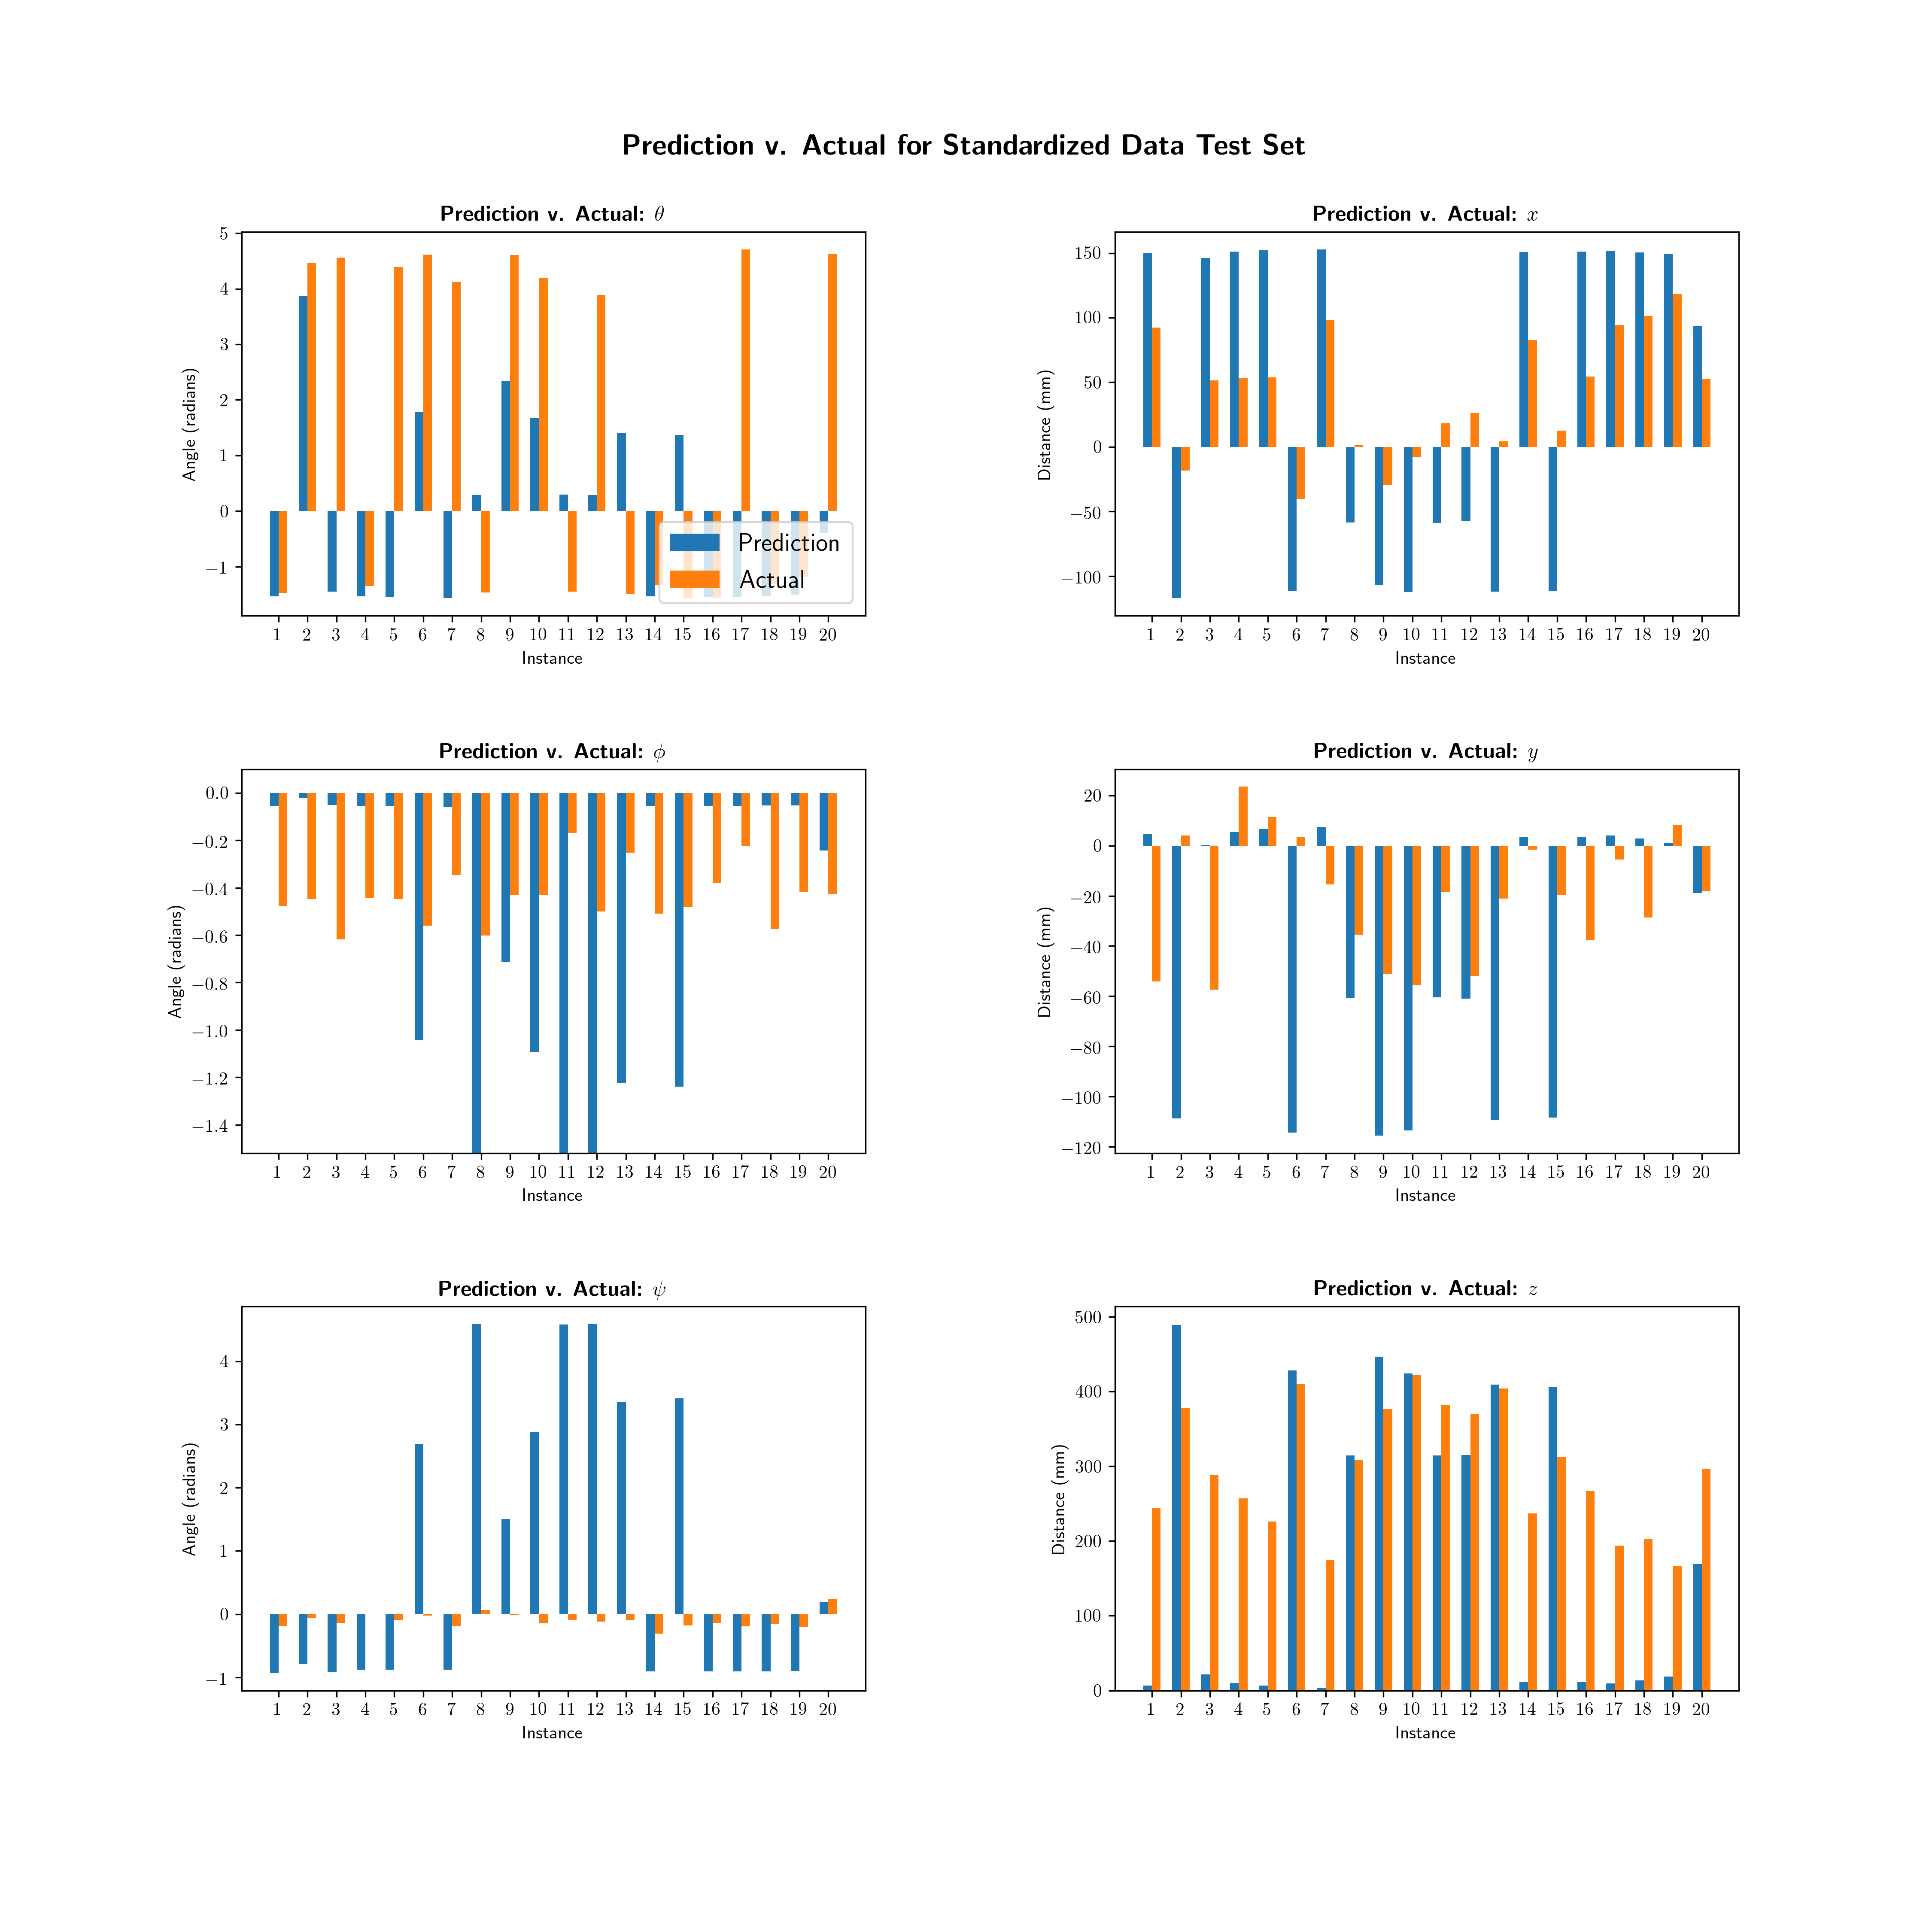 Prediction v. Actual for Standardized Data Test Set
Prediction v. Actual: θ
5
4
3
2
1
0
−1
Angle (radians)
Prediction
Actual
1 2 3 4 5 6 7 8 9 10 11 12 13 14 15 16 17 18 19 20
Instance
Prediction v. Actual: x
150
100
50
0
−50
−100
Distance (mm)
1 2 3 4 5 6 7 8 9 10 11 12 13 14 15 16 17 18 19 20
Instance
Prediction v. Actual: ϕ
0.0
−0.2
−0.4
−0.6
−0.8
−1.0
−1.2
−1.4
Angle (radians)
1 2 3 4 5 6 7 8 9 10 11 12 13 14 15 16 17 18 19 20
Instance
Prediction v. Actual: y
20
0
−20
−40
−60
−80
−100
−120
Distance (mm)
1 2 3 4 5 6 7 8 9 10 11 12 13 14 15 16 17 18 19 20
Instance
Prediction v. Actual: ψ
4
3
2
1
0
−1
Angle (radians)
1 2 3 4 5 6 7 8 9 10 11 12 13 14 15 16 17 18 19 20
Instance
Prediction v. Actual: z
500
400
300
200
100
0
Distance (mm)
1 2 3 4 5 6 7 8 9 10 11 12 13 14 15 16 17 18 19 20
Instance